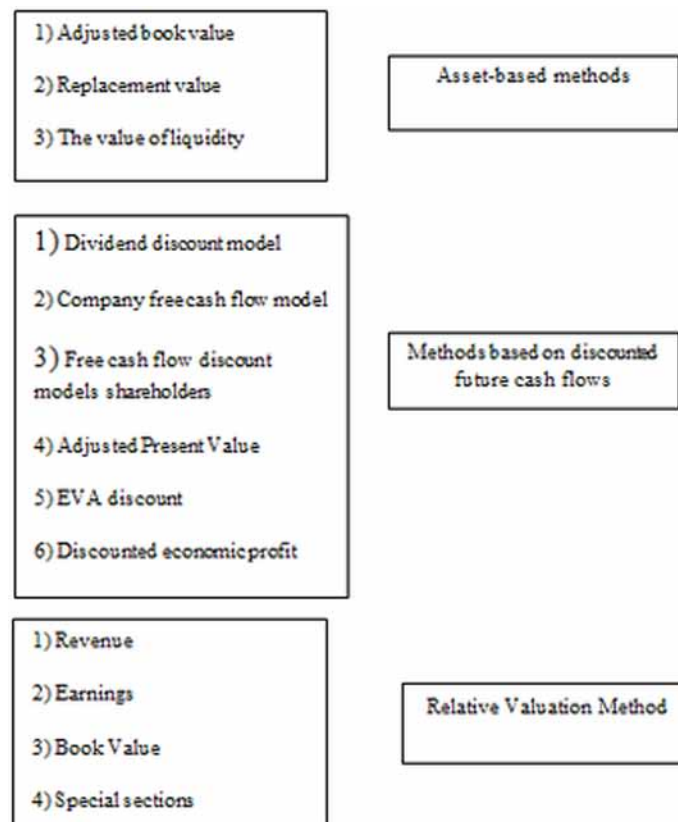 1) Adjusted book value
2) Replacement value
3) The value of liquidity
Asset-based methods
1) Dividend discount model
2) Company free cash flow model
3) Free cash flow discount
models shareholders
4) Adjusted Present Value
5) EVA discount
6) Discounted economic profit
Methods based on discounted
future cash flows
1) Revenue
2) Earnings
3) Book Value
4) Special sections
Relative Valuation Method